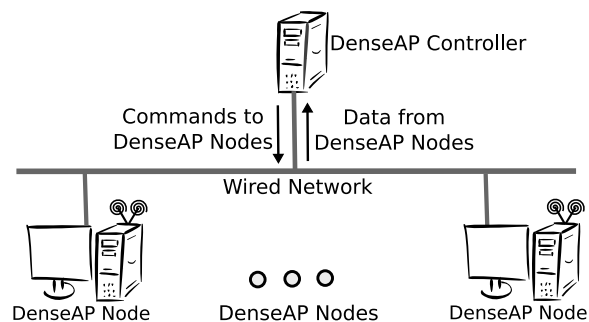 DenseAP Controller
Commands to
DenseAP Nodes
Data from
DenseAP Nodes
Wired Network
DenseAP Node
DenseAP Nodes
DenseAP Node